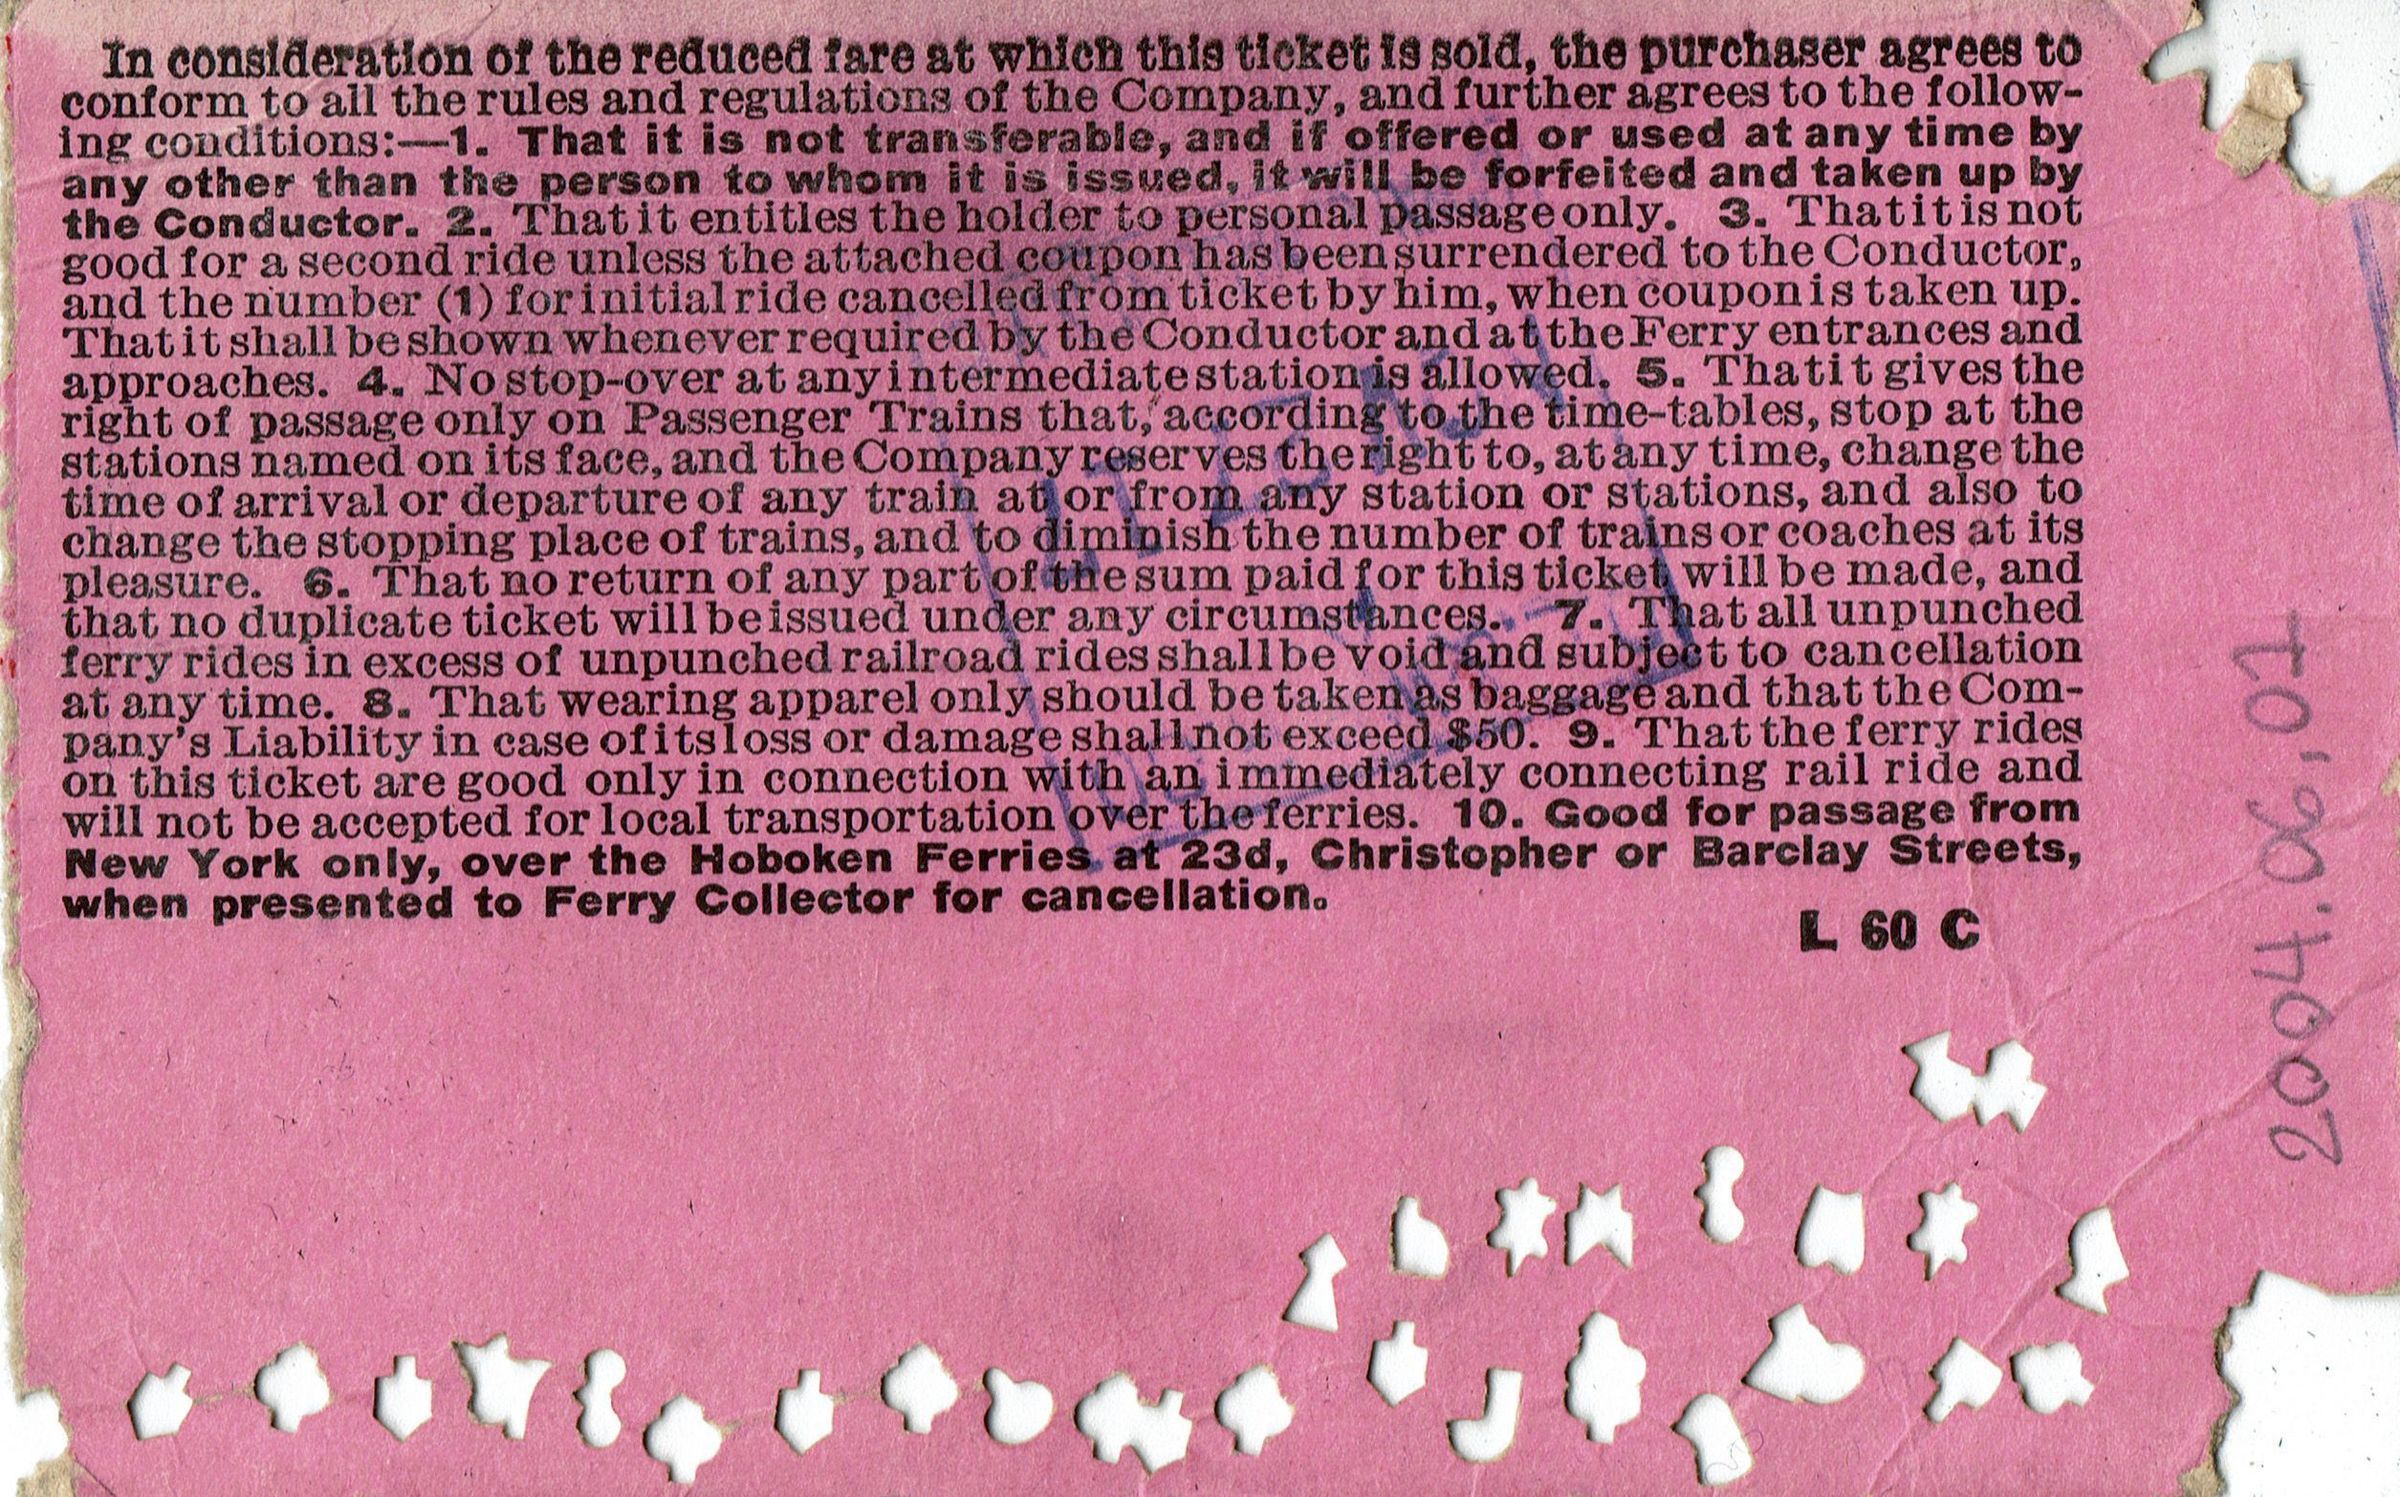 In consideration of the reduced fare at which this ticket is sold, the purchaser agrees to
conform to all the rules and regulations of the Company, and further agrees to the follow-
ing conditions:—1. That it is not transferable, and if offered or used at any time by
any other than the person to whom it is issued, it will be forfeited and taken up by
the Conductor. 2. That it entitles the holder to personal passage only. 3. That it is not
good for a second ride unless the attached coupon has been surrendered to the Conductor,
and the number (1) for initial ride cancelled from ticket by him, when coupon is taken up.
That it shall be shown whenever required by the Conductor and at the Ferry entrances and
approaches. 4. No stop-over at any intermediate station is allowed. 5. That it gives the
right of passage only on Passenger Trains that, according to the time-tables, stop at the
stations named on its face, and the Company reserves the right to, at any time, change the
time of arrival or departure of any train at or from any station or stations, and also to
change the stopping place of trains, and to diminish the number of trains or coaches at its
pleasure. 6. That no return of any part of the sum paid for this ticket will be made, and
that no duplicate ticket will be issued under any circumstances. 7. That all unpunched
ferry rides in excess of unpunched railroad rides shall be void and subject to cancellation
at any time. 8. That wearing apparel only should be taken as baggage and that the Com-
pany's Liability in case of its loss or damage shall not exceed $50. 9. That the ferry rides
on this ticket are good only in connection with an immediately connecting rail ride and
will not be accepted for local transportation over the ferries. 10. Good for passage from
New York only, over the Hoboken Ferries at 23d, Christopher or Barclay Streets,
when presented to Ferry Collector for cancellation.
L 60 C
2004.06.01